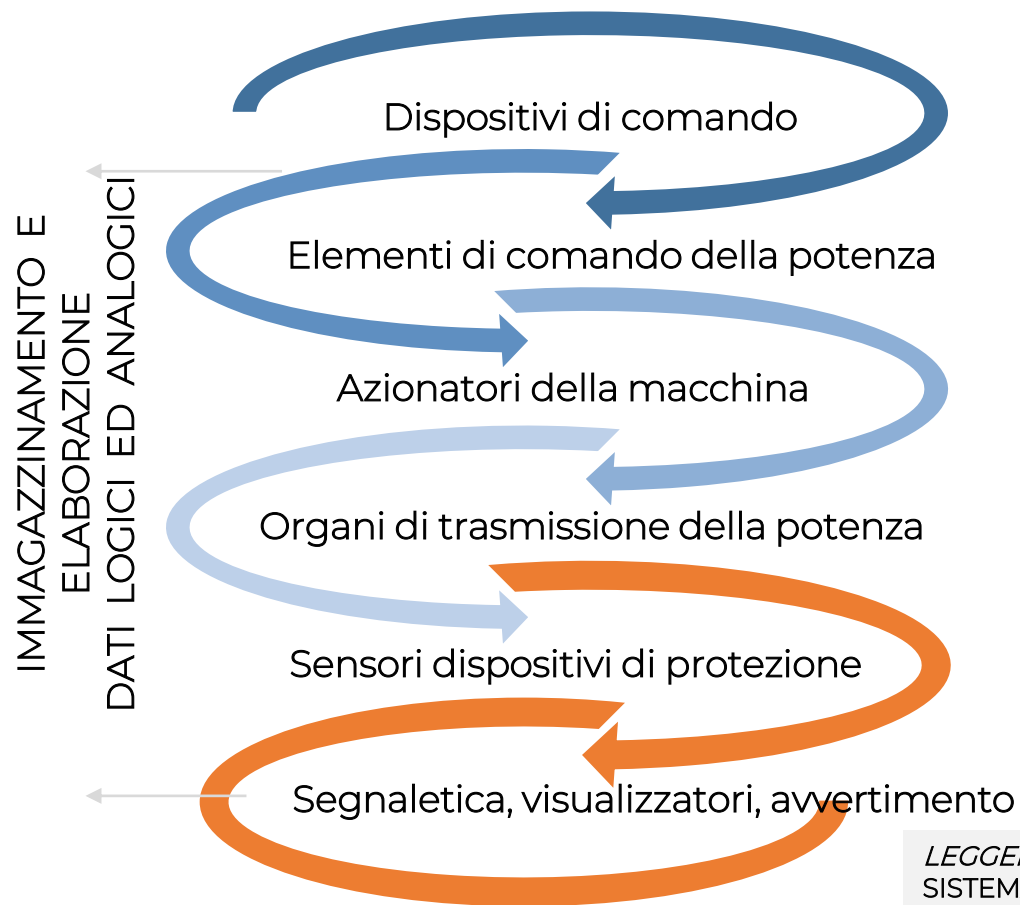 Dispositivi di comando
Elementi di comando della potenza
Azionatori della macchina
Organi di trasmissione della potenza
Sensori dispositivi di protezione
Segnaletica, visualizzatori, avvertimento
IMMAGAZZINAMENTO E
ELABORAZIONE
DATI LOGICI ED ANALOGICI